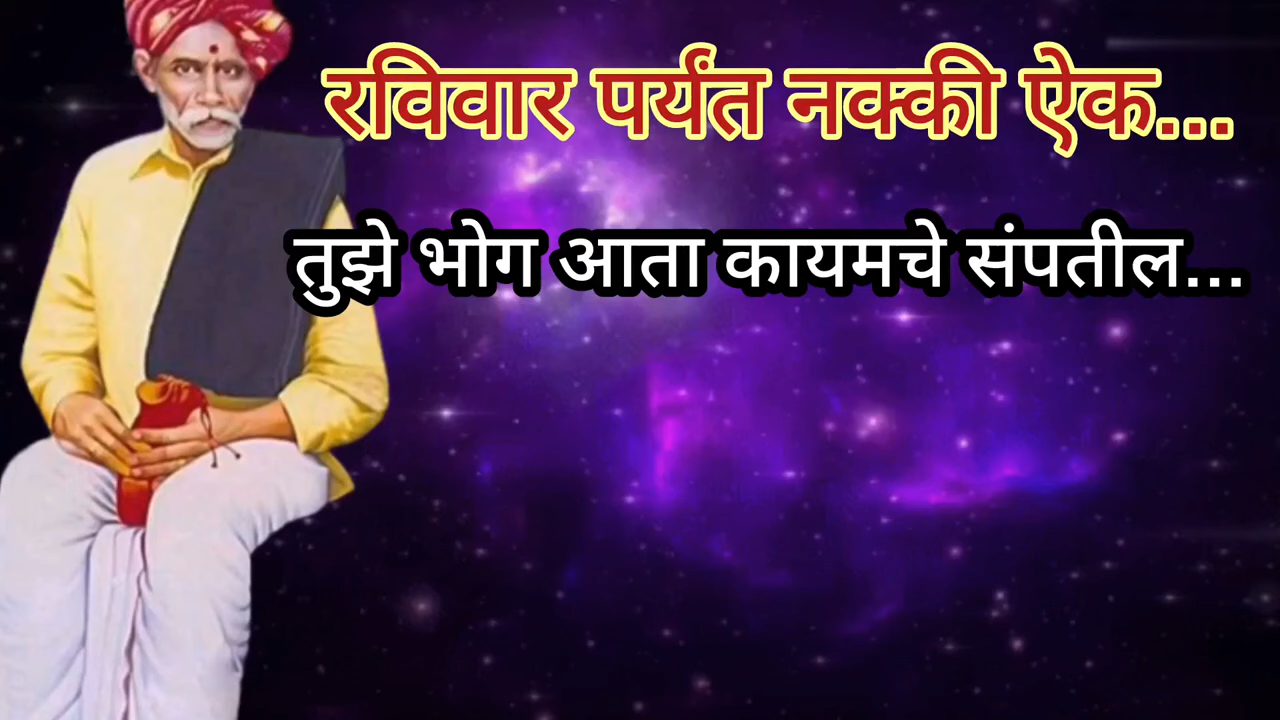 रविवार पर्यंत नक्की ऐक...
तुझे भोग आता कायमचे संपतील...